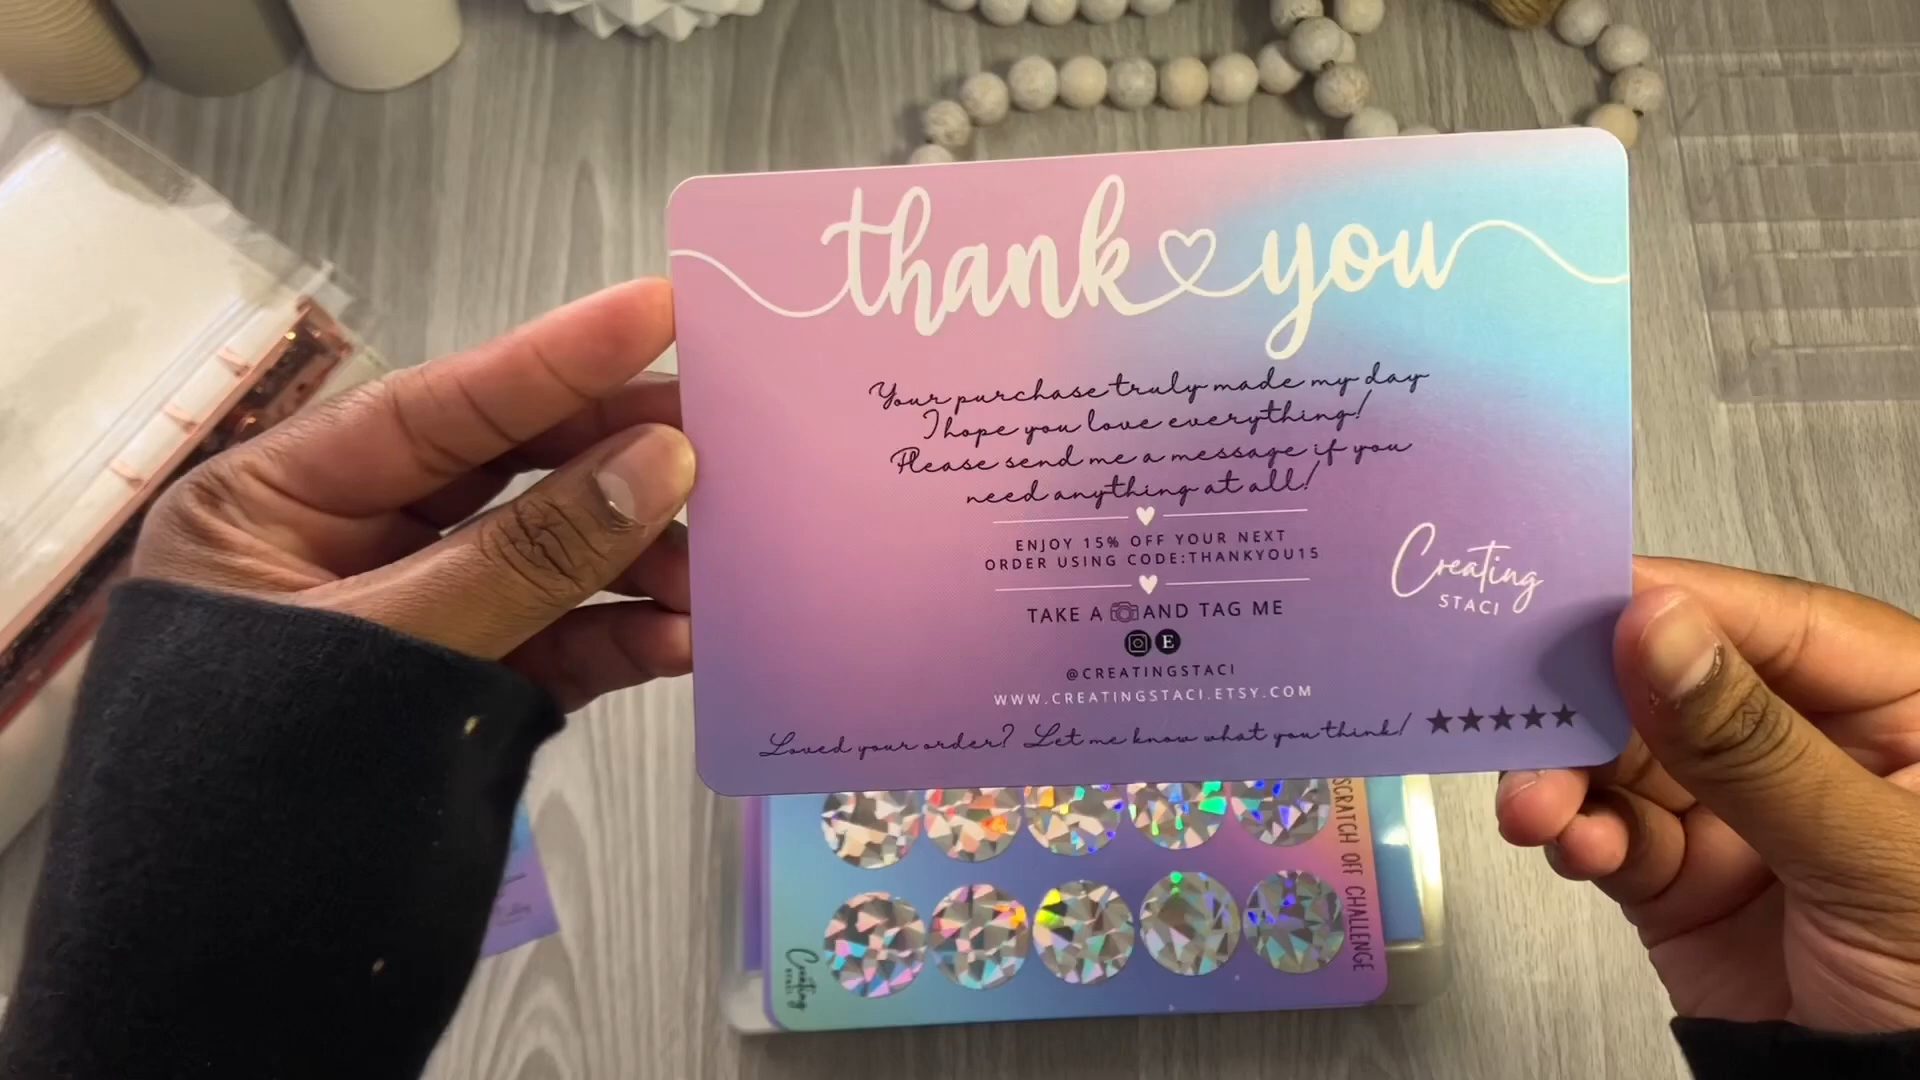 thank you
Your purchase truly made my day
I hope you love everything!
Please send me a message if you
need anything at all!
ENJOY 15% OFF YOUR NEXT
ORDER USING CODE:THANKYOU15
TAKE A AND TAG ME
E
@CREATINGSTACI
WWW.CREATINGSTACI.ETSY.COM
Loved your order? Let me know what you think!
Creating
STACI
SCRATCH OFF CHALLENGE
Creating
STACI